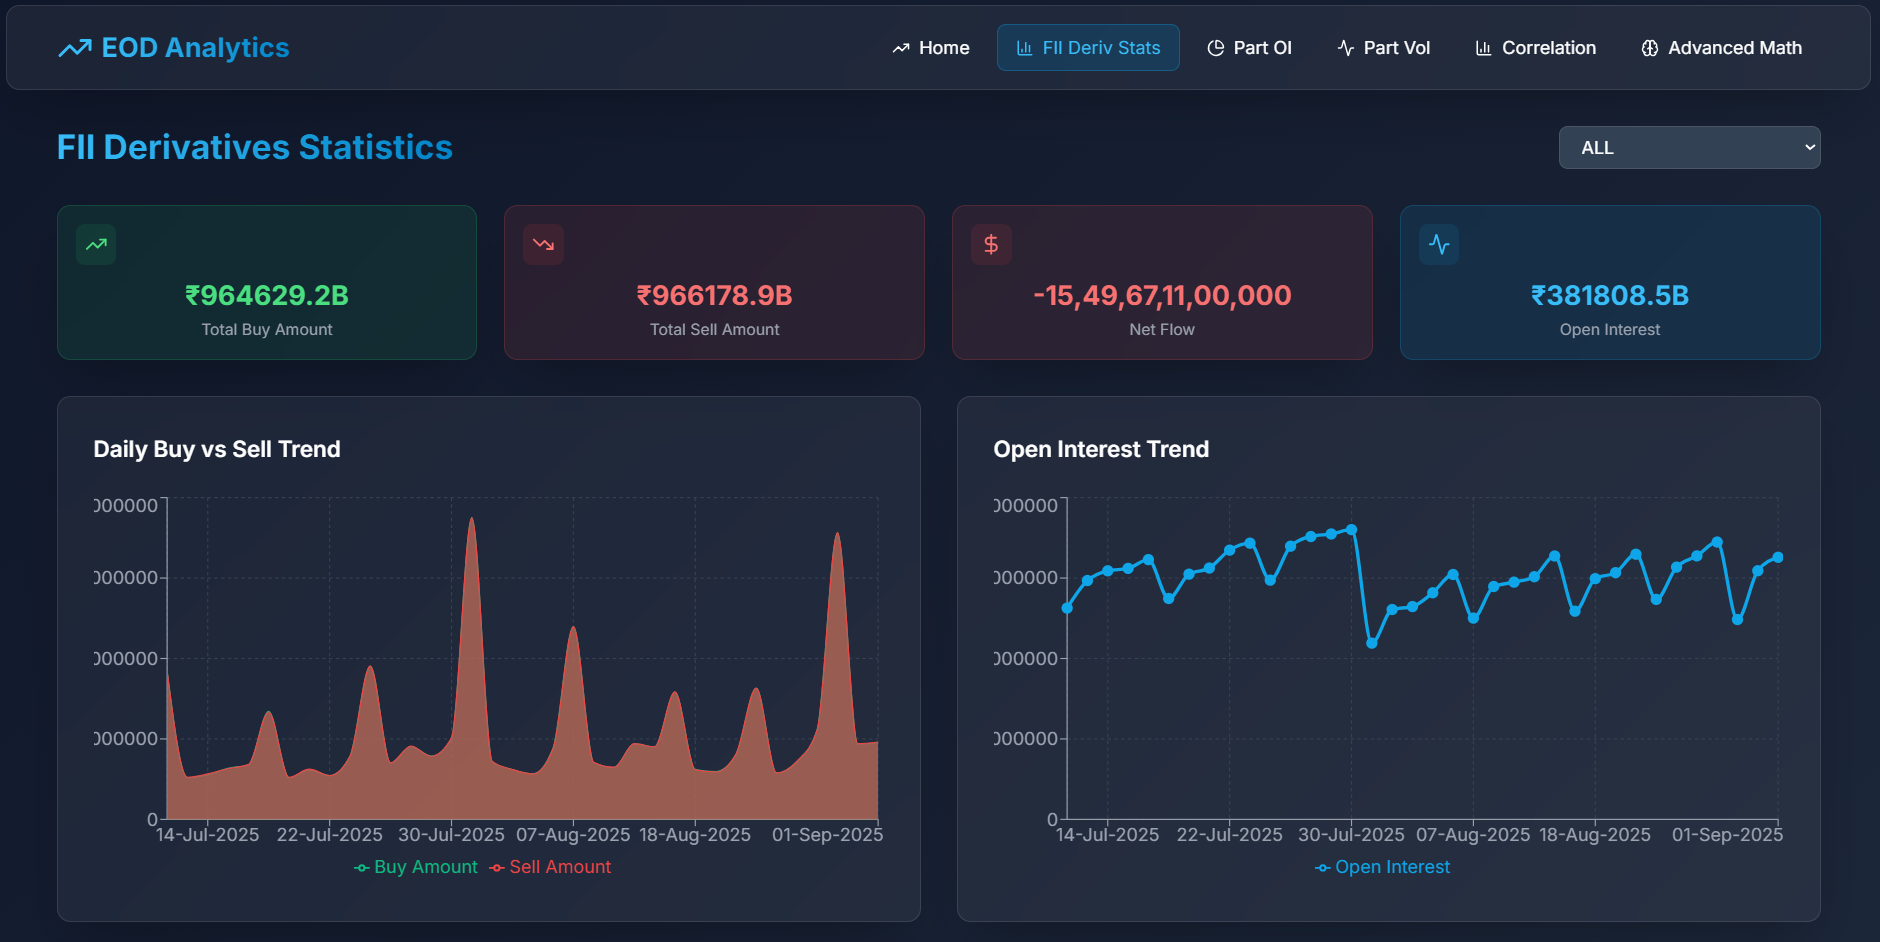 EOD Analytics
Home
FII Deriv Stats
Part OI
Part Vol
Correlation
Advanced Math
FII Derivatives Statistics
ALL
₹964629.2B
Total Buy Amount
₹966178.9B
Total Sell Amount
-15,49,67,11,00,000
Net Flow
₹381808.5B
Open Interest
Daily Buy vs Sell Trend
000000
000000
000000
000000
0
14-Jul-2025 22-Jul-2025 30-Jul-2025 07-Aug-2025 18-Aug-2025 01-Sep-2025
Buy Amount Sell Amount
Open Interest Trend
000000
000000
000000
000000
0
14-Jul-2025 22-Jul-2025 30-Jul-2025 07-Aug-2025 18-Aug-2025 01-Sep-2025
Open Interest